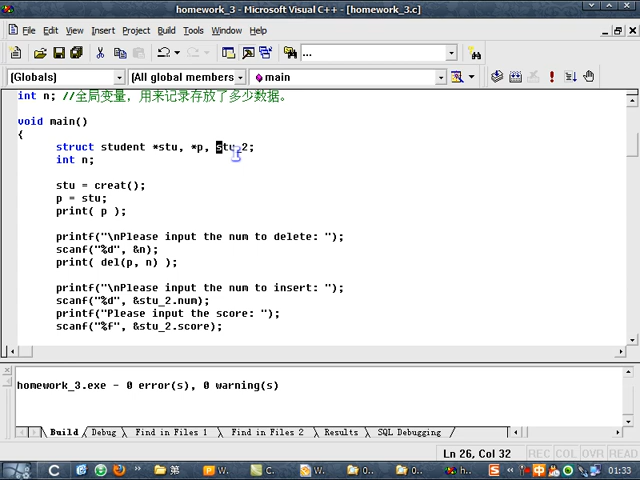 homework_3 - Microsoft Visual C++ - [homework_3.c]
File Edit View Insert Project Build Tools Window Help
...
(Globals) (All global members main
int n; //全局变量，用来记录存放了多少数据。
void main()
{
struct student *stu, *p, stu_2;
int n;
stu = creat();
p = stu;
print( p );
printf("\nPlease input the num to delete: ");
scanf("%d", &n);
print( del(p, n) );
printf("\nPlease input the num to insert: ");
scanf("%d", &stu_2.num);
printf("Please input the score: ");
scanf("%f", &stu_2.score);
homework_3.exe - 0 error(s), 0 warning(s)
Build Debug Find in Files 1 Find in Files 2 Results SQL Debugging
Ln 26, Col 32 REC COL OVR READ
C » 第 W. C. W. 0.. 0.. h.. S « 中 01:33